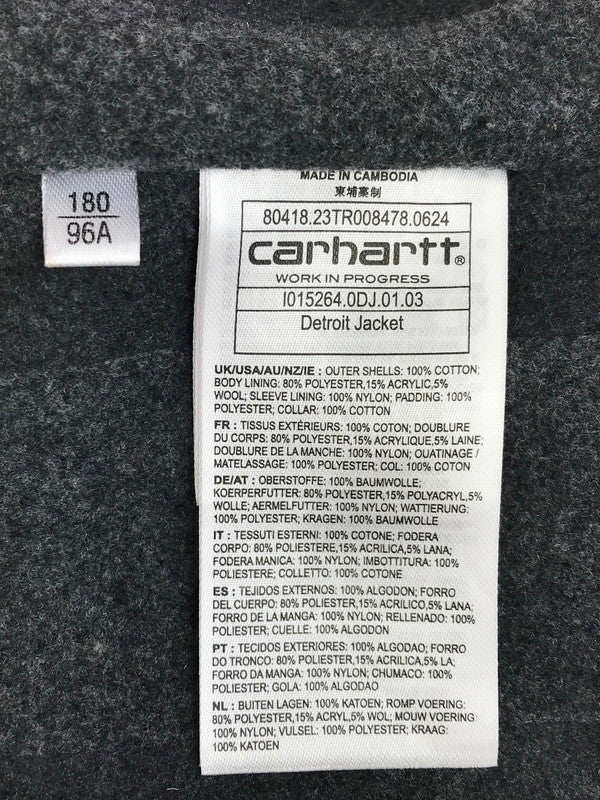 180
96A
MADE IN CAMBODIA
柬埔寨制
80418.23TR008478.0624
carhartt®
WORK IN PROGRESS
I015264.0DJ.01.03
Detroit Jacket
UK/USA/AU/NZ/IE : OUTER SHELLS: 100% COTTON;
BODY LINING: 80% POLYESTER,15% ACRYLIC,5%
WOOL; SLEEVE LINING: 100% NYLON; PADDING: 100%
POLYESTER; COLLAR: 100% COTTON
FR : TISSUS EXTÉRIEURS: 100% COTON; DOUBLURE
DU CORPS: 80% POLYESTER,15% ACRYLIQUE,5% LAINE;
DOUBLURE DE LA MANCHE: 100% NYLON; OUATINAGE /
MATELASSAGE: 100% POLYESTER; COL: 100% COTON
DE/AT : OBERSTOFFE: 100% BAUMWOLLE;
KOERPERFUTTER: 80% POLYESTER,15% POLYACRYL,5%
WOLLE; AERMELFUTTER: 100% NYLON; WATTIERUNG:
100% POLYESTER; KRAGEN: 100% BAUMWOLLE
IT : TESSUTI ESTERNI: 100% COTONE; FODERA
CORPO: 80% POLIESTERE,15% ACRILICA,5% LANA;
FODERA MANICA: 100% NYLON; IMBOTTITURA: 100%
POLIESTERE; COLLETTO: 100% COTONE
ES : TEJIDOS EXTERNOS: 100% ALGODON; FORRO
DEL CUERPO: 80% POLIESTER,15% ACRILICO,5% LANA;
FORRO DE LA MANGA: 100% NYLON; RELLENADO: 100%
POLIESTER; CUELLE: 100% ALGODON
PT : TECIDOS EXTERIORES: 100% ALGODAO; FORRO
DO TRONCO: 80% POLIESTER,15% ACRILICA,5% LA;
FORRO DA MANGA: 100% NYLON; CHUMACO: 100%
POLIESTER; GOLA: 100% ALGODAO
NL : BUITEN LAGEN: 100% KATOEN; ROMP VOERING:
80% POLYESTER,15% ACRYL,5% WOL; MOUW VOERING:
100% NYLON; VULSEL: 100% POLYESTER; KRAAG:
100% KATOEN